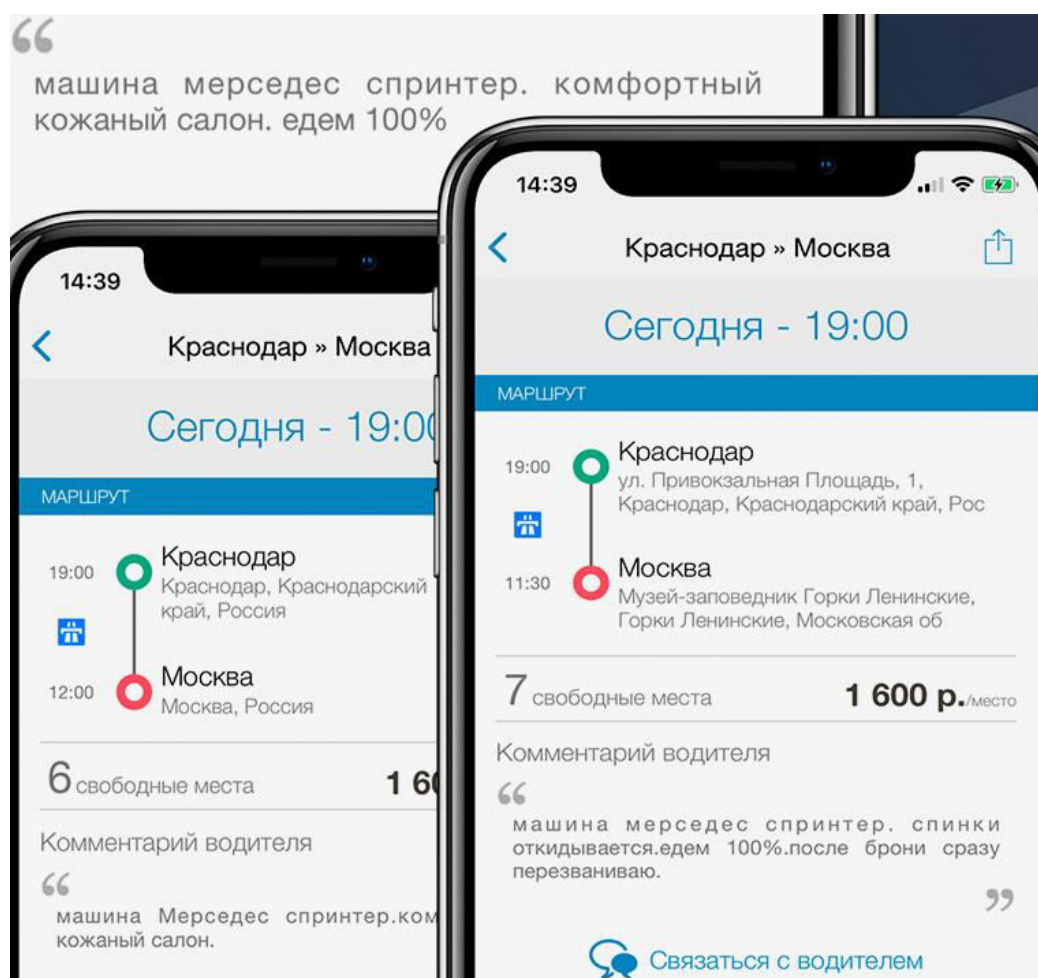 машина мерседес спринтер. комфортный
кожаный салон. едем 100%
14:39
Краснодар » Москва
Сегодня - 19:00
МАРШРУТ
19:00
Краснодар
Краснодар, Краснодарский
край, Россия
12:00
Москва
Москва, Россия
6 свободные места
1 60
Комментарий водителя
машина Мерседес спринтер.ком
кожаный салон.
14:39
Краснодар » Москва
Сегодня - 19:00
МАРШРУТ
19:00
Краснодар
ул. Привокзальная Площадь, 1,
Краснодар, Краснодарский край, Рос
11:30
Москва
Музей-заповедник Горки Ленинские,
Горки Ленинские, Московская об
7 свободные места
1 600 р./место
Комментарий водителя
машина мерседес спринтер. спинки
откидывается.едем 100%.после брони сразу
перезваниваю.
Связаться с водителем